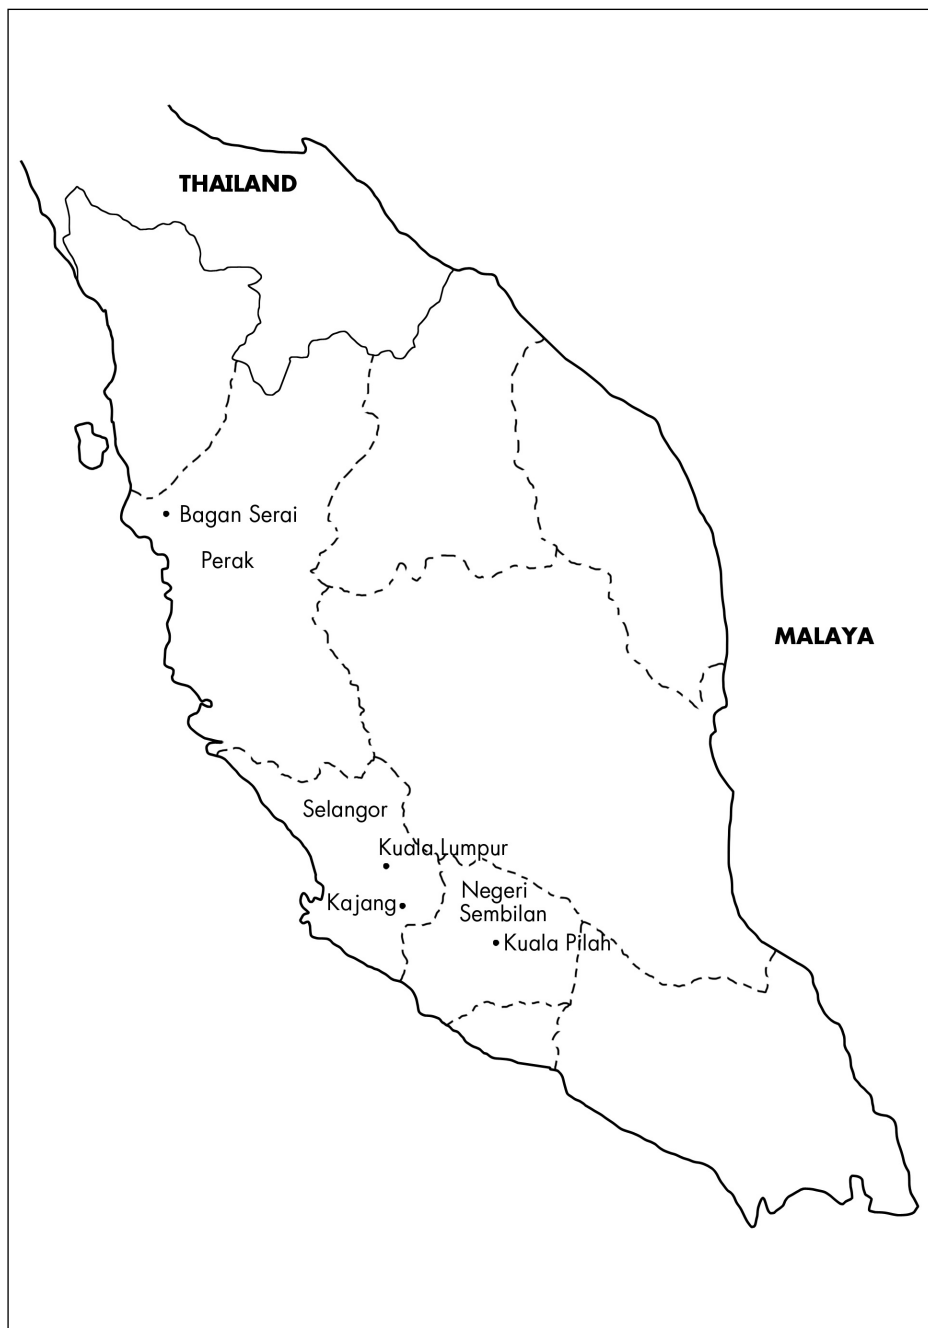 THAILAND
Bagan Serai
Perak
MALAYA
Selangor
Kuala Lumpur
Negeri
Sembilan
Kajang
Kuala Pilah